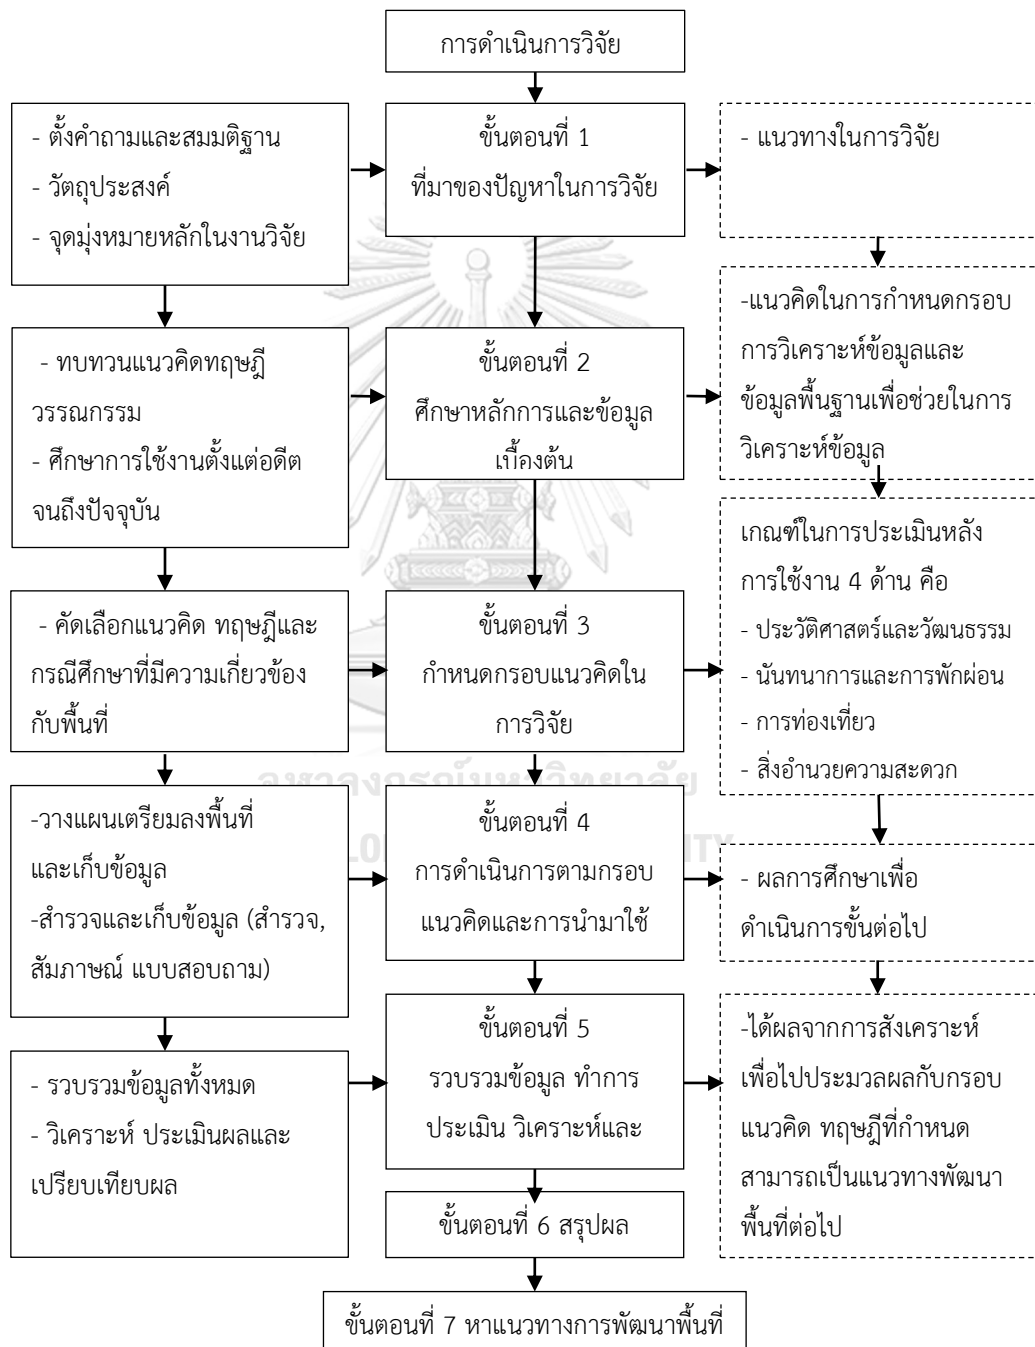 การดำเนินการวิจัย
- ตั้งคำถามและสมมติฐาน
- วัตถุประสงค์
- จุดมุ่งหมายหลักในงานวิจัย
ขั้นตอนที่ 1
ที่มาของปัญหาในการวิจัย
- แนวทางในการวิจัย
- ทบทวนแนวคิดทฤษฎี
วรรณกรรม
- ศึกษาการใช้งานตั้งแต่อดีต
จนถึงปัจจุบัน
ขั้นตอนที่ 2
ศึกษาหลักการและข้อมูล
เบื้องต้น
-แนวคิดในการกำหนดกรอบ
การวิเคราะห์ข้อมูลและ
ข้อมูลพื้นฐานเพื่อช่วยในการ
วิเคราะห์ข้อมูล
- คัดเลือกแนวคิด ทฤษฎีและ
กรณีศึกษาที่มีความเกี่ยวข้อง
กับพื้นที่
ขั้นตอนที่ 3
กำหนดกรอบแนวคิดใน
การวิจัย
เกณฑ์ในการประเมินหลัง
การใช้งาน 4 ด้าน คือ
- ประวัติศาสตร์และวัฒนธรรม
- นันทนาการและการพักผ่อน
- การท่องเที่ยว
- สิ่งอำนวยความสะดวก
จุฬาลงกรณ์มหาวิทยาลัย
-วางแผนเตรียมลงพื้นที่
และเก็บข้อมูล
-สำรวจและเก็บข้อมูล (สำรวจ,
สัมภาษณ์ แบบสอบถาม)
ขั้นตอนที่ 4
การดำเนินการตามกรอบ
แนวคิดและการนำมาใช้
- ผลการศึกษาเพื่อ
ดำเนินการขั้นต่อไป
- รวบรวมข้อมูลทั้งหมด
- วิเคราะห์ ประเมินผลและ
เปรียบเทียบผล
ขั้นตอนที่ 5
รวบรวมข้อมูล ทำการ
ประเมิน วิเคราะห์และ
-ได้ผลจากการสังเคราะห์
เพื่อไปประมวลผลกับกรอบ
แนวคิด ทฤษฎีที่กำหนด
สามารถเป็นแนวทางพัฒนา
พื้นที่ต่อไป
ขั้นตอนที่ 6 สรุปผล
ขั้นตอนที่ 7 หาแนวทางการพัฒนาพื้นที่